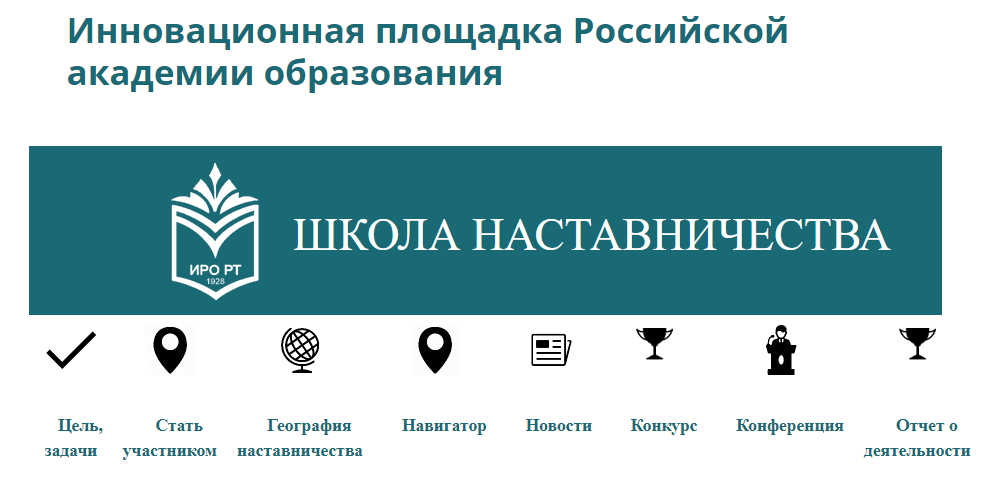 Инновационная площадка Российской
академии образования
ШКОЛА НАСТАВНИЧЕСТВА
ИРО РТ
1928
Цель,
задачи
Стать
участником
География
наставничества
Навигатор
Новости
Конкурс
Конференция
Отчет о
деятельности